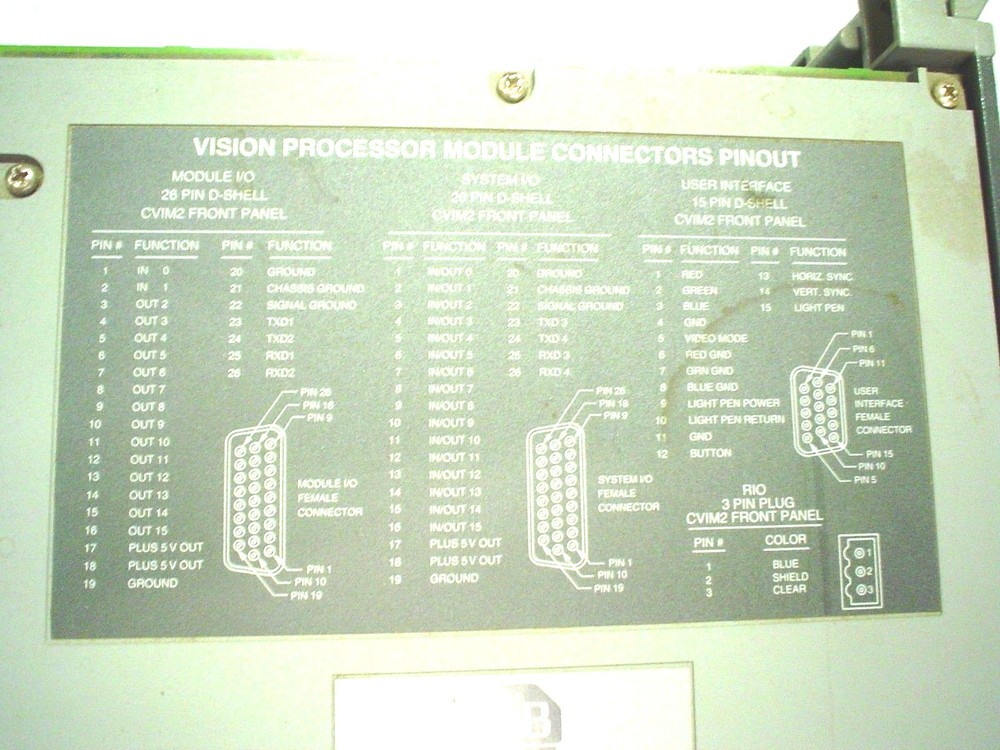 VISION PROCESSOR MODULE CONNECTORS PINOUT
MODULE I/O
26 PIN D-SHELL
CVIM2 FRONT PANEL
PIN # FUNCTION PIN # FUNCTION
1 IN 0 20 GROUND
2 IN 1 21 CHASSIS GROUND
3 OUT 2 22 SIGNAL GROUND
4 OUT 3 23 TXD1
5 OUT 4 24 TXD2
6 OUT 5 25 RXD1
7 OUT 6 26 RXD2
8 OUT 7
9 OUT 8
10 OUT 9
11 OUT 10
12 OUT 11
13 OUT 12
14 OUT 13
15 OUT 14
16 OUT 15
17 PLUS 5 V OUT
18 PLUS 5 V OUT
19 GROUND
PIN 26
PIN 18
PIN 9
MODULE I/O
FEMALE
CONNECTOR
PIN 1
PIN 10
PIN 19
SYSTEM I/O
26 PIN D-SHELL
CVIM2 FRONT PANEL
PIN # FUNCTION PIN # FUNCTION
1 IN/OUT 0 20 GROUND
2 IN/OUT 1 21 CHASSIS GROUND
3 IN/OUT 2 22 SIGNAL GROUND
4 IN/OUT 3 23 TXD 3
5 IN/OUT 4 24 TXD 4
6 IN/OUT 5 25 RXD 3
7 IN/OUT 6 26 RXD 4
8 IN/OUT 7
9 IN/OUT 8
10 IN/OUT 9
11 IN/OUT 10
12 IN/OUT 11
13 IN/OUT 12
14 IN/OUT 13
15 IN/OUT 14
16 IN/OUT 15
17 PLUS 5 V OUT
18 PLUS 5 V OUT
19 GROUND
PIN 26
PIN 18
PIN 9
SYSTEM I/O
FEMALE
CONNECTOR
PIN 1
PIN 10
PIN 19
USER INTERFACE
15 PIN D-SHELL
CVIM2 FRONT PANEL
PIN # FUNCTION PIN # FUNCTION
1 RED 13 HORIZ. SYNC.
2 GREEN 14 VERT. SYNC.
3 BLUE 15 LIGHT PEN
4 GND
5 VIDEO MODE
6 RED GND
7 GRN GND
8 BLUE GND
9 LIGHT PEN POWER
10 LIGHT PEN RETURN
11 GND
12 BUTTON
PIN 1
PIN 6
PIN 11
USER
INTERFACE
FEMALE
CONNECTOR
PIN 15
PIN 10
PIN 5
RIO
3 PIN PLUG
CVIM2 FRONT PANEL
PIN # COLOR
1 BLUE
2 SHIELD
3 CLEAR
1
2
3
B